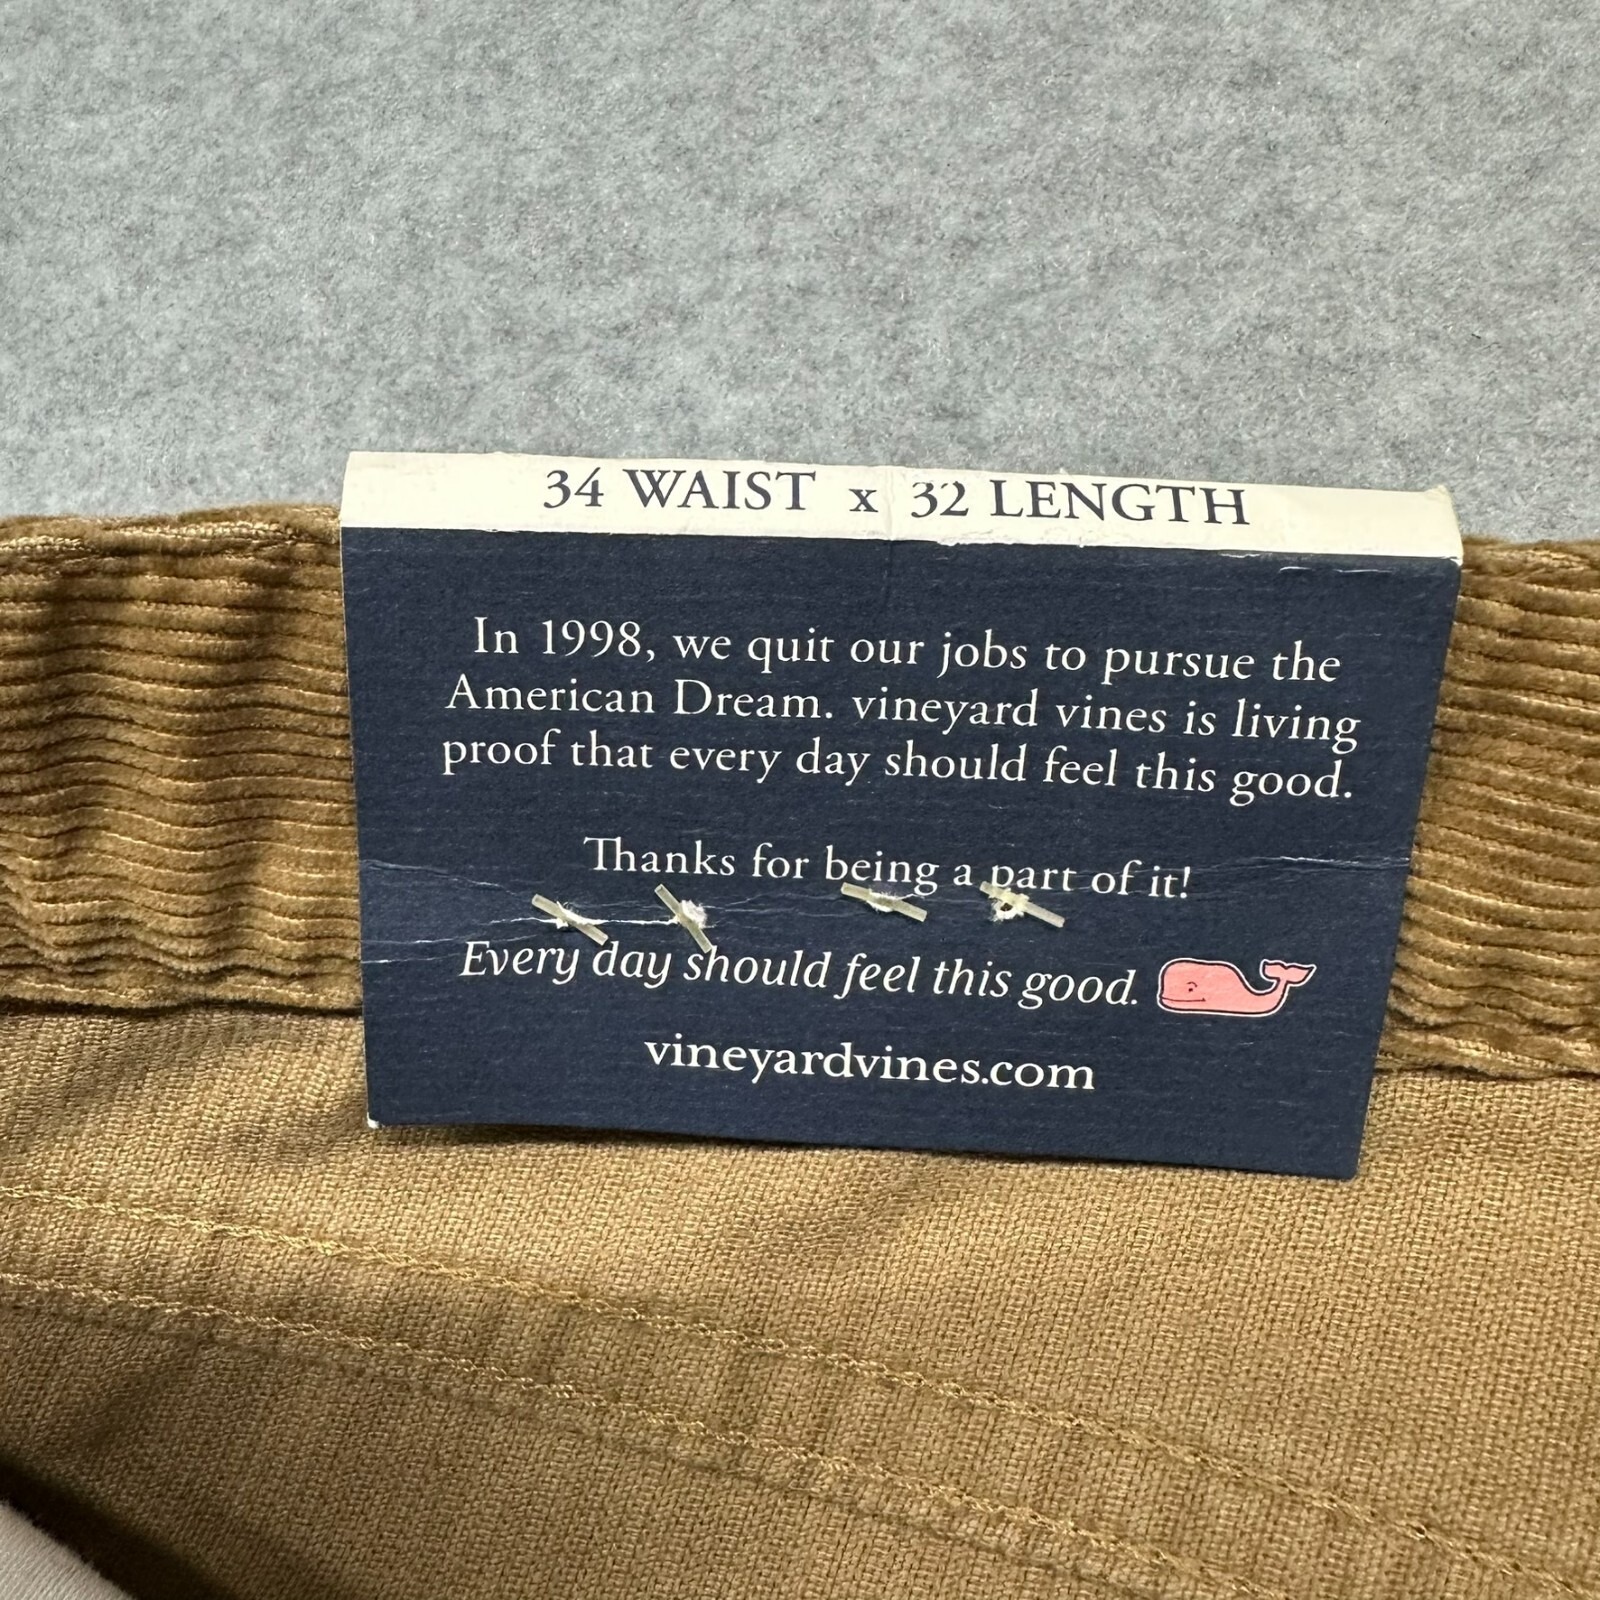 34 WAIST x 32 LENGTH
In 1998, we quit our jobs to pursue the
American Dream. vineyard vines is living
proof that every day should feel this good.
Thanks for being a part of it!
Every day should feel this good.
vineyardvines.com